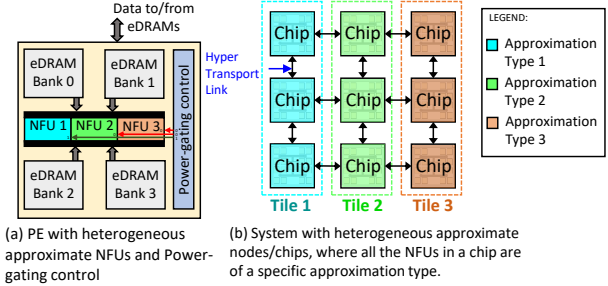 Data to/from
eDRAMs
eDRAM
Bank 0
eDRAM
Bank 1
NFU 1
NFU 2
NFU 3
eDRAM
Bank 2
eDRAM
Bank 3
Power-gating control
(a) PE with heterogeneous
approximate NFUs and Power-
gating control
Hyper
Transport
Link
Chip
Chip
Chip
Chip
Chip
Chip
Chip
Chip
Chip
Tile 1
Tile 2
Tile 3
(b) System with heterogeneous approximate
nodes/chips, where all the NFUs in a chip are
of a specific approximation type.
LEGEND:
Approximation
Type 1
Approximation
Type 2
Approximation
Type 3